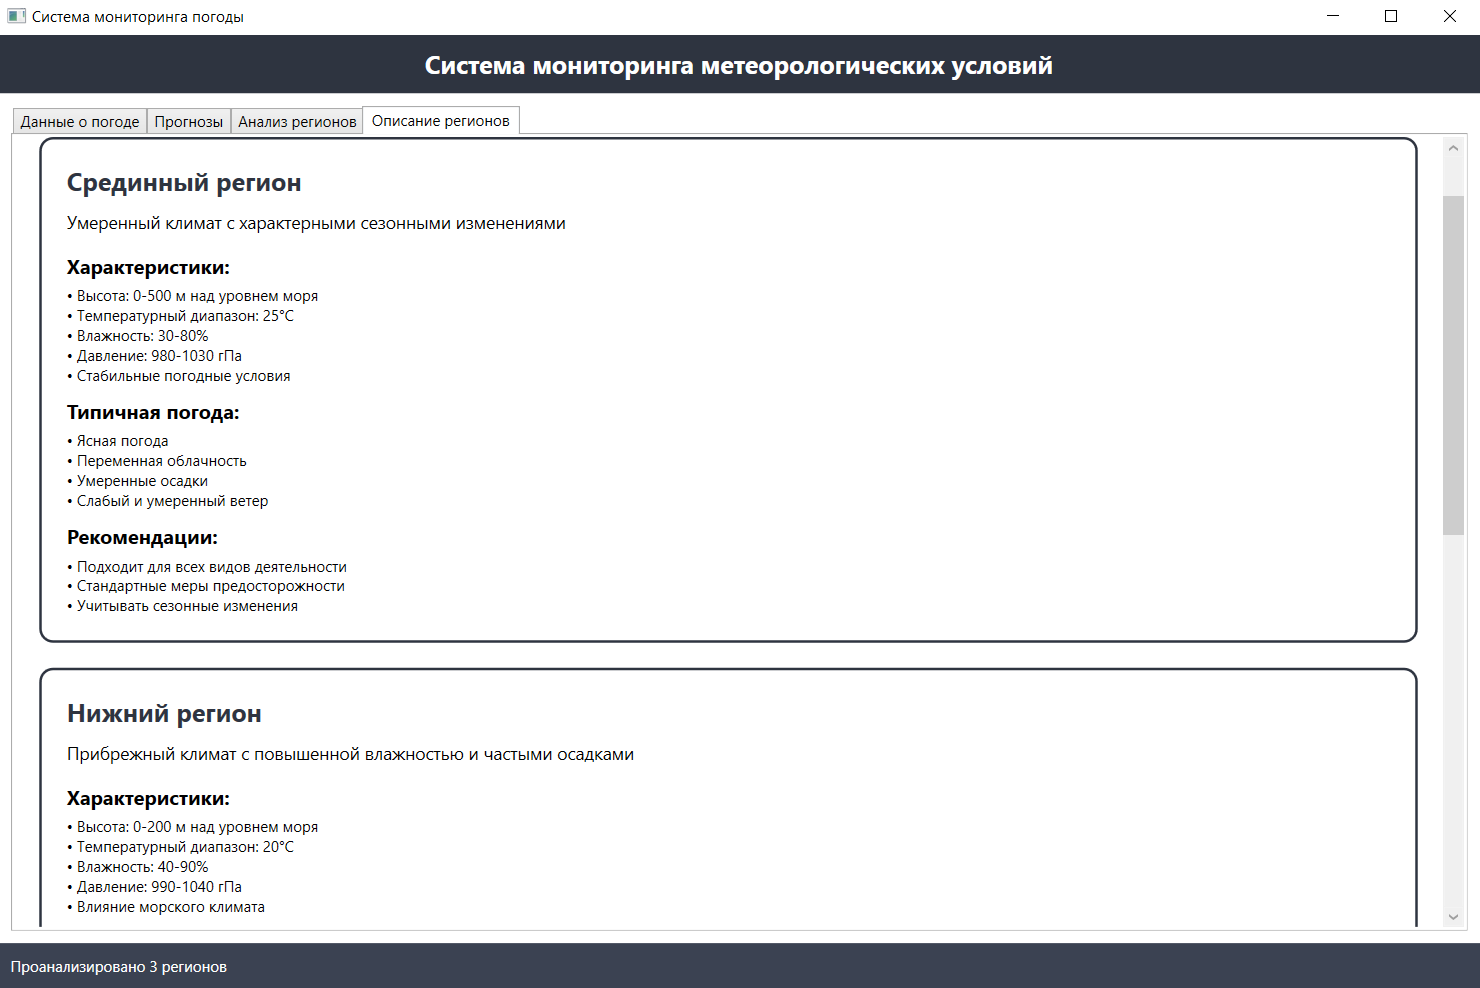 Система мониторинга погоды
Система мониторинга метеорологических условий
Данные о погоде Прогнозы Анализ регионов Описание регионов
Срединный регион
Умеренный климат с характерными сезонными изменениями
Характеристики:
• Высота: 0-500 м над уровнем моря
• Температурный диапазон: 25°C
• Влажность: 30-80%
• Давление: 980-1030 гПа
• Стабильные погодные условия
Типичная погода:
• Ясная погода
• Переменная облачность
• Умеренные осадки
• Слабый и умеренный ветер
Рекомендации:
• Подходит для всех видов деятельности
• Стандартные меры предосторожности
• Учитывать сезонные изменения
Нижний регион
Прибрежный климат с повышенной влажностью и частыми осадками
Характеристики:
• Высота: 0-200 м над уровнем моря
• Температурный диапазон: 20°C
• Влажность: 40-90%
• Давление: 990-1040 гПа
• Влияние морского климата
Проанализировано 3 регионов